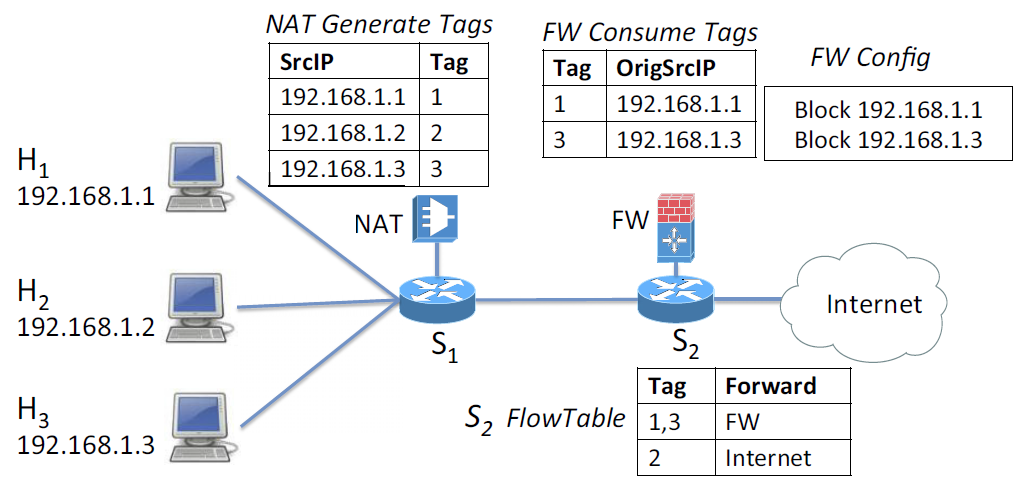 NAT Generate Tags
SrcIP Tag
192.168.1.1 1
192.168.1.2 2
192.168.1.3 3
FW Consume Tags
Tag OrigSrcIP
1 192.168.1.1
3 192.168.1.3
FW Config
Block 192.168.1.1
Block 192.168.1.3
H1
192.168.1.1
NAT
FW
H2
192.168.1.2
S1
S2
Internet
H3
192.168.1.3
S2 FlowTable
Tag Forward
1,3 FW
2 Internet